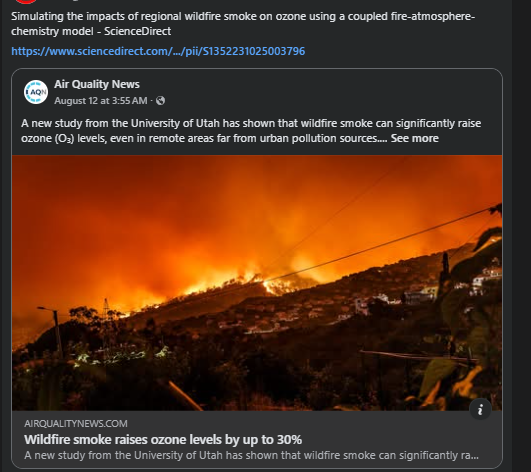 Simulating the impacts of regional wildfire smoke on ozone using a coupled fire-atmosphere-
chemistry model - ScienceDirect
https://www.sciencedirect.com/.../pii/S1352231025003796
AQN
Air Quality News
August 12 at 3:55 AM ·
A new study from the University of Utah has shown that wildfire smoke can significantly raise
ozone (O₃) levels, even in remote areas far from urban pollution sources.... See more
i
AIRQUALITYNEWS.COM
Wildfire smoke raises ozone levels by up to 30%
A new study from the University of Utah has shown that wildfire smoke can significantly ra...